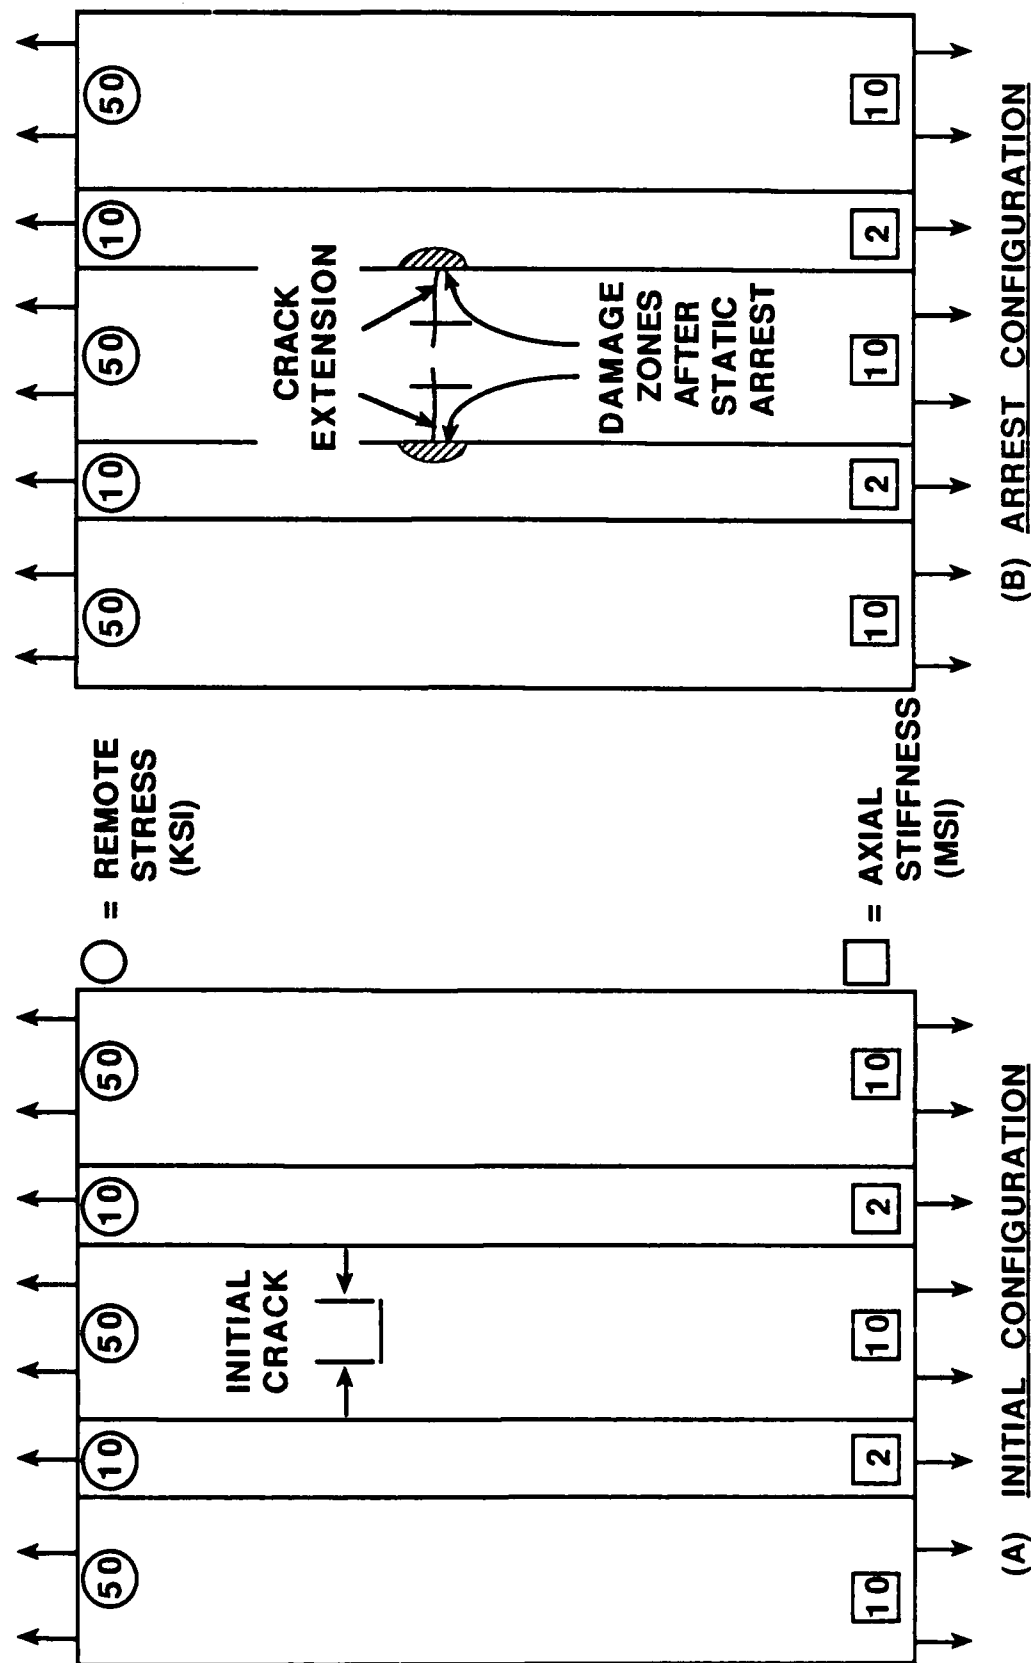 50
10
50
10
50
INITIAL
CRACK
10
2
10
2
10
(A) INITIAL CONFIGURATION
= REMOTE
STRESS
(KSI)
= AXIAL
STIFFNESS
(MSI)
50
10
50
10
50
CRACK
EXTENSION
DAMAGE
ZONES
AFTER
STATIC
ARREST
10
2
10
2
10
(B) ARREST CONFIGURATION